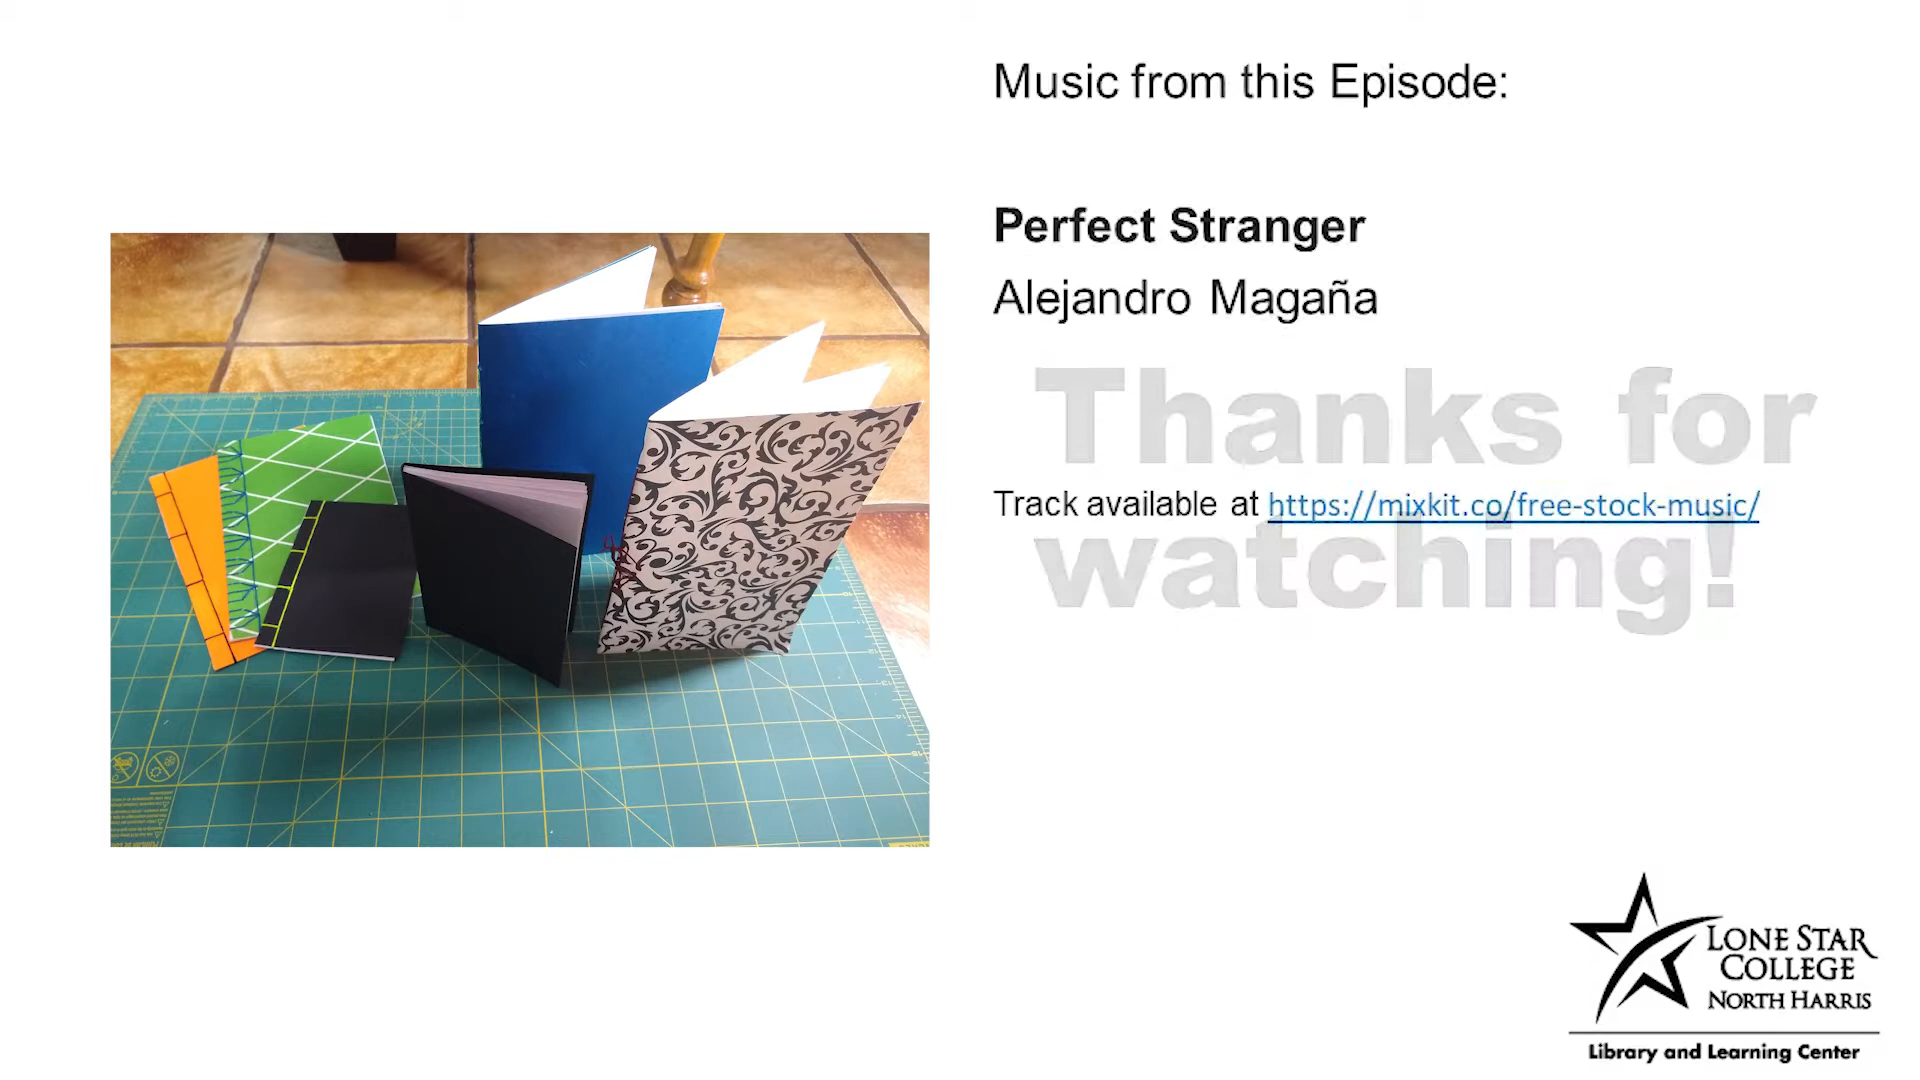 Music from this Episode:
Perfect Stranger
Alejandro Magaña
Thanks for
Track available at https://mixkit.co/free-stock-music/
watching!
LONE STAR
COLLEGE
NORTH HARRIS
Library and Learning Center